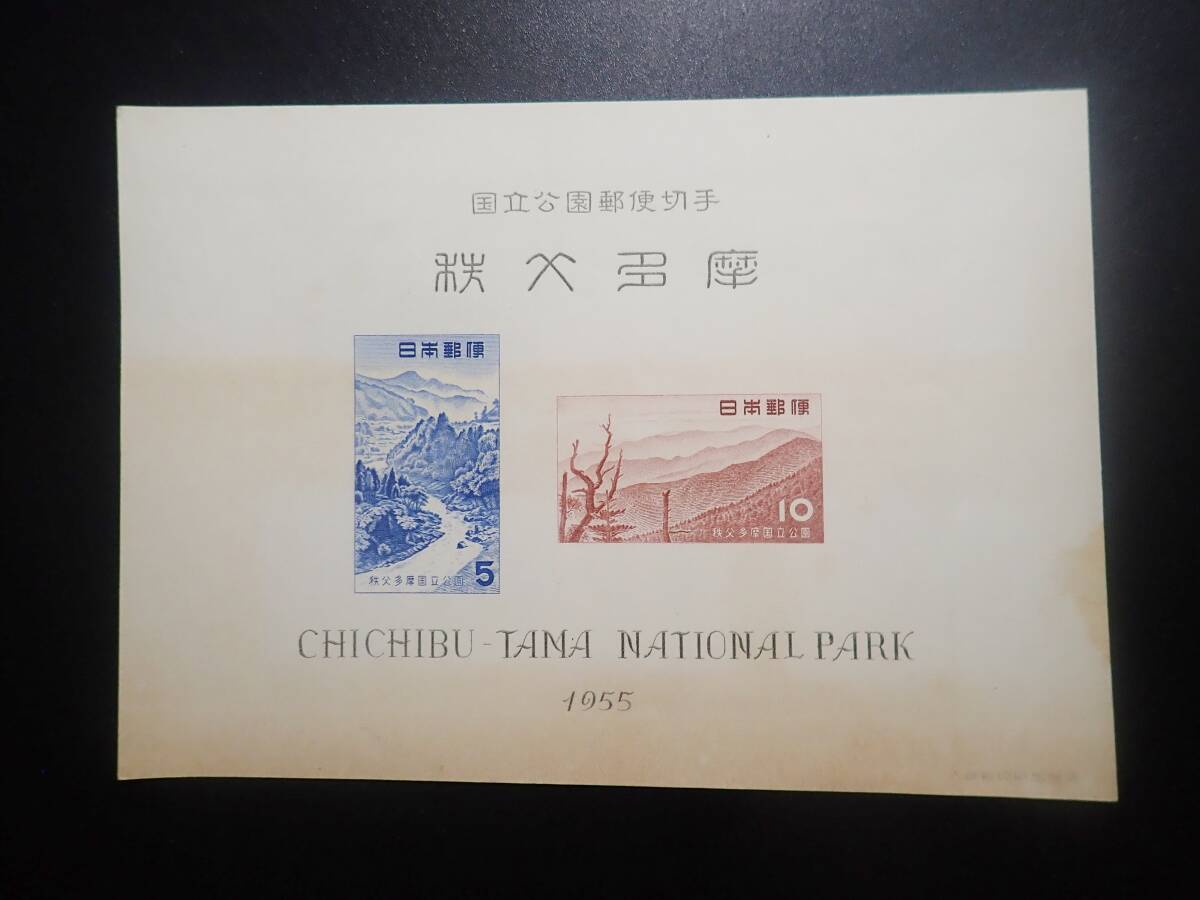 国立公園郵便切手
秩父多摩
日本郵便
秩父多摩国立公園 5
日本郵便
10
秩父多摩国立公園
CHICHIBU-TAMA NATIONAL PARK
1955